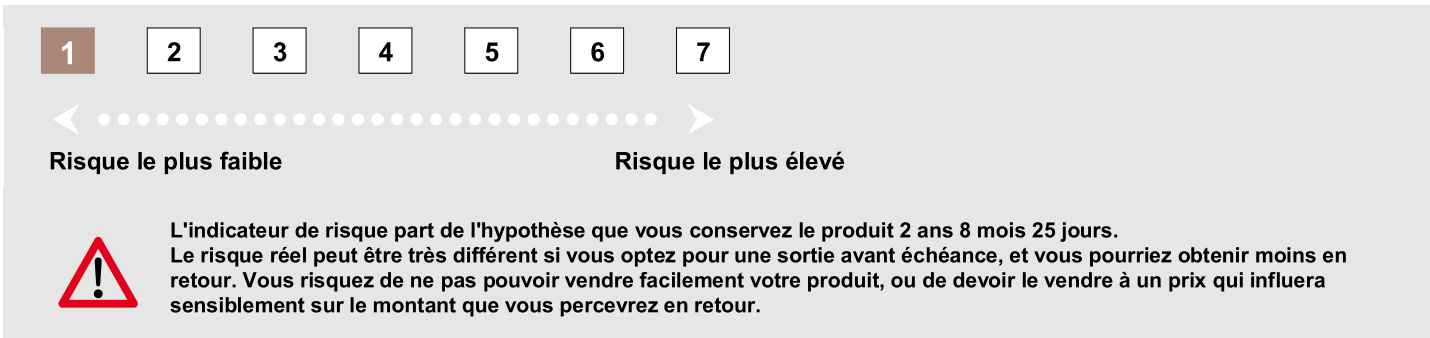 1 2 3 4 5 6 7
Risque le plus faible Risque le plus élevé
L'indicateur de risque part de l'hypothèse que vous conservez le produit 2 ans 8 mois 25 jours.
Le risque réel peut être très différent si vous optez pour une sortie avant échéance, et vous pourriez obtenir moins en
retour. Vous risquez de ne pas pouvoir vendre facilement votre produit, ou de devoir le vendre à un prix qui influera
sensiblement sur le montant que vous percevrez en retour.